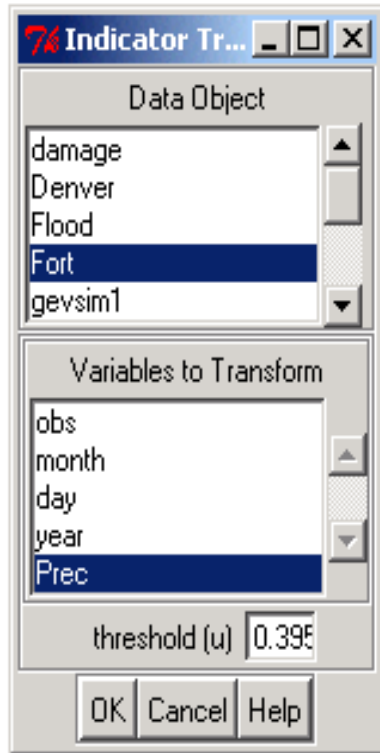 Indicator Tr...
Data Object
damage
Denver
Flood
Fort
gevsim1
Variables to Transform
obs
month
day
year
Prec
threshold (u) 0.395
OK Cancel Help